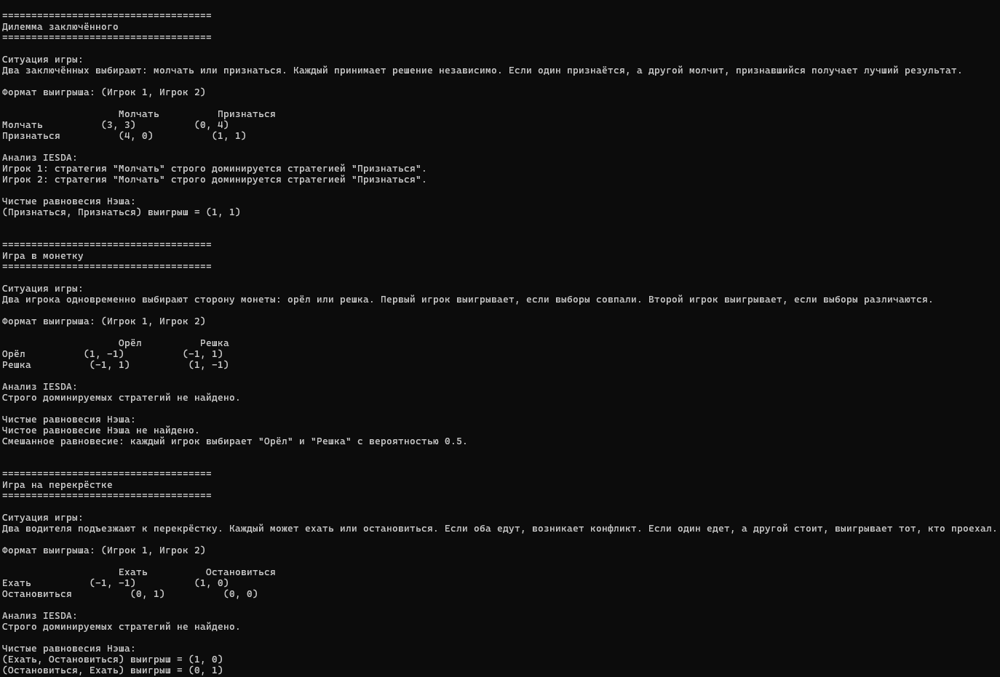 ====================================
Дилемма заключённого
====================================
Ситуация игры:
Два заключённых выбирают: молчать или признаться. Каждый принимает решение независимо. Если один признаётся, а другой молчит, признавшийся получает лучший результат.
Формат выигрыша: (Игрок 1, Игрок 2)
Молчать Признаться
Молчать (3, 3) (0, 4)
Признаться (4, 0) (1, 1)
Анализ IESDA:
Игрок 1: стратегия "Молчать" строго доминируется стратегией "Признаться".
Игрок 2: стратегия "Молчать" строго доминируется стратегией "Признаться".
Чистые равновесия Нэша:
(Признаться, Признаться) выигрыш = (1, 1)
====================================
Игра в монетку
====================================
Ситуация игры:
Два игрока одновременно выбирают сторону монеты: орёл или решка. Первый игрок выигрывает, если выборы совпали. Второй игрок выигрывает, если выборы различаются.
Формат выигрыша: (Игрок 1, Игрок 2)
Орёл Решка
Орёл (1, -1) (-1, 1)
Решка (-1, 1) (1, -1)
Анализ IESDA:
Строго доминируемых стратегий не найдено.
Чистые равновесия Нэша:
Чистое равновесие Нэша не найдено.
Смешанное равновесие: каждый игрок выбирает "Орёл" и "Решка" с вероятностью 0.5.
====================================
Игра на перекрёстке
====================================
Ситуация игры:
Два водителя подъезжают к перекрёстку. Каждый может ехать или остановиться. Если оба едут, возникает конфликт. Если один едет, а другой стоит, выигрывает тот, кто проехал.
Формат выигрыша: (Игрок 1, Игрок 2)
Ехать Остановиться
Ехать (-1, -1) (1, 0)
Остановиться (0, 1) (0, 0)
Анализ IESDA:
Строго доминируемых стратегий не найдено.
Чистые равновесия Нэша:
(Ехать, Остановиться) выигрыш = (1, 0)
(Остановиться, Ехать) выигрыш = (0, 1)